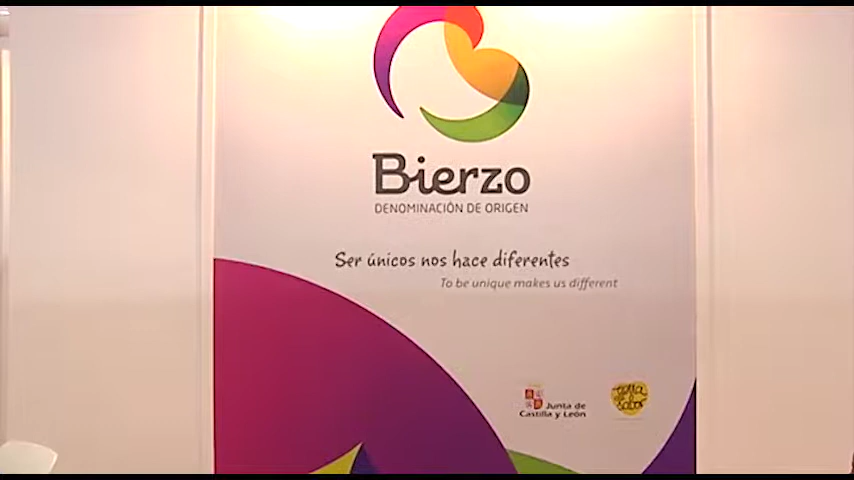 Bierzo
DENOMINACIÓN DE ORIGEN
Ser únicos nos hace diferentes
To be unique makes us different
Junta de
Castilla y León